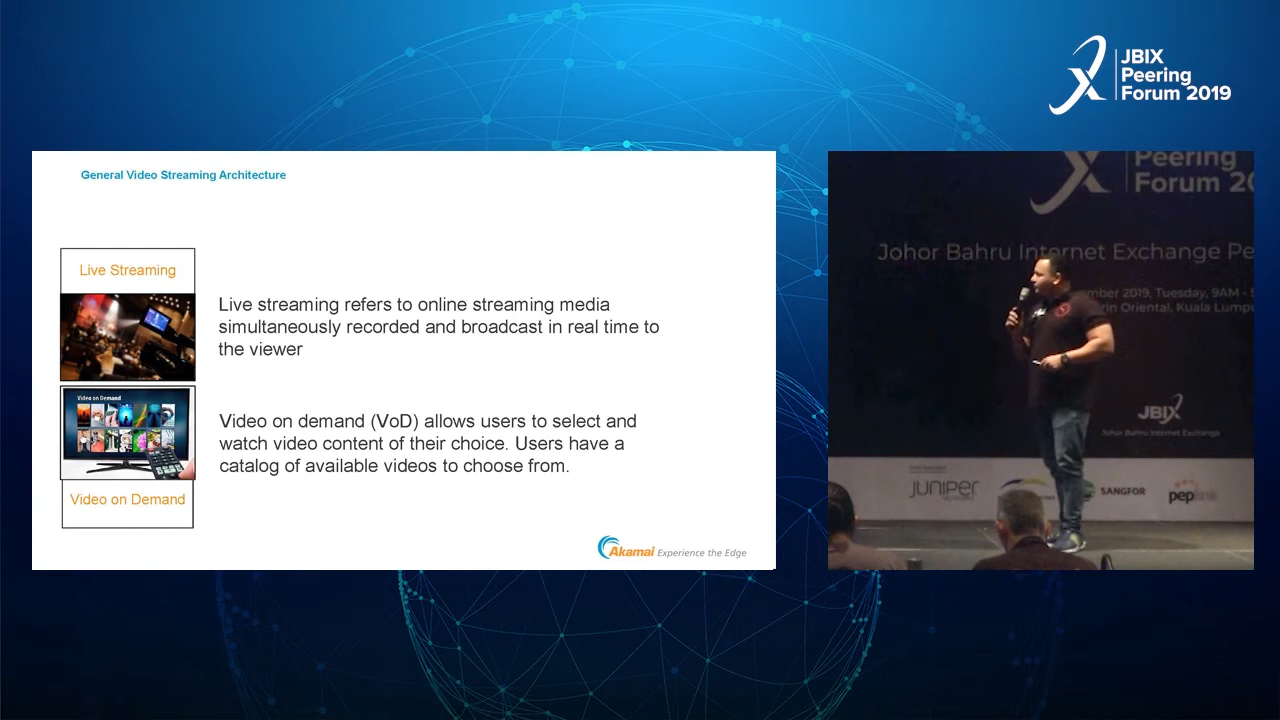 JBIX
Peering
Forum 2019
General Video Streaming Architecture
Live Streaming
Live streaming refers to online streaming media
simultaneously recorded and broadcast in real time to
the viewer
Video on Demand
Video on demand (VoD) allows users to select and
watch video content of their choice. Users have a
catalog of available videos to choose from.
Video on Demand
Akamai Experience the Edge
Peering
Forum 20
Johor Bahru Internet Exchange Pe
mber 2019, Tuesday, 9AM - 5
rin Oriental, Kuala Lumpu
JBIX
Johor Bahru Internet Exchange
JUNIPER
NETWORKS
SANGFOR
peplink